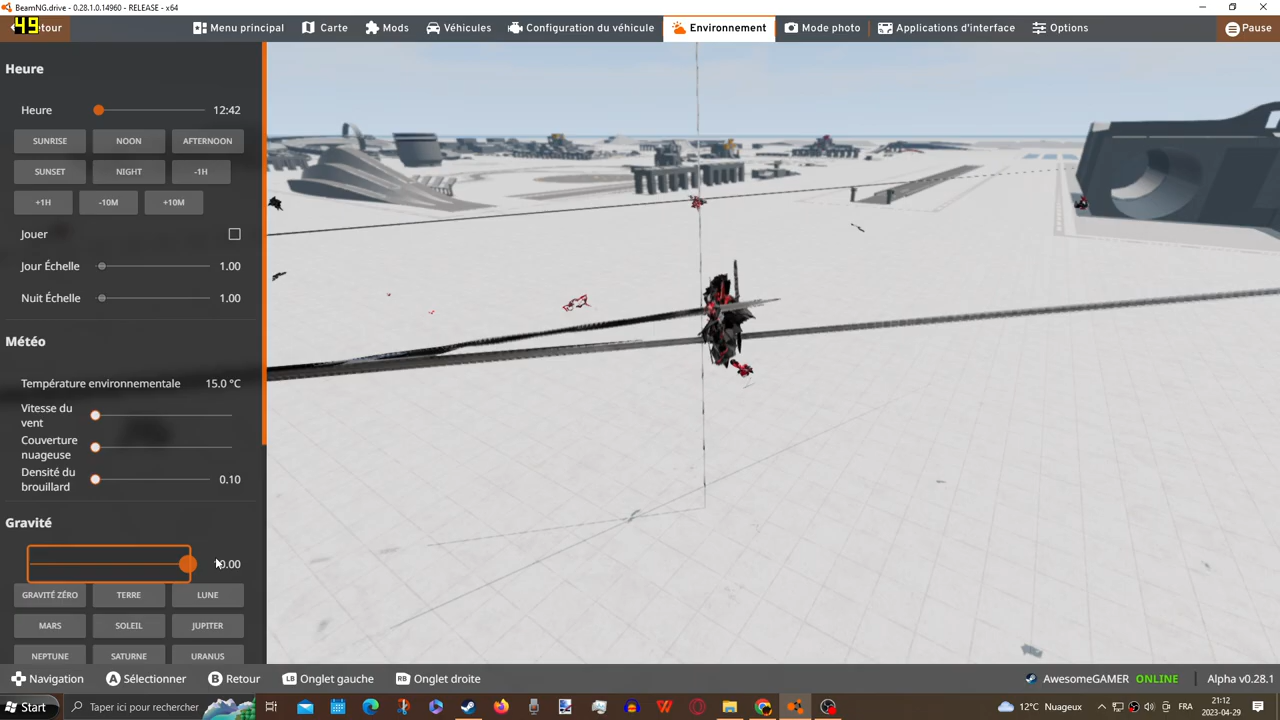 BeamNG.drive - 0.28.1.0.14960 - RELEASE - x64
49
tour
Menu principal
Carte
Mods
Véhicules
Configuration du véhicule
Environnement
Mode photo
Applications d'interface
Options
Pause
Heure
Heure 12:42
SUNRISE NOON AFTERNOON
SUNSET NIGHT -1H
+1H -10M +10M
Jouer
Jour Échelle 1.00
Nuit Échelle 1.00
Météo
Température environnementale 15.0 °C
Vitesse du
vent
Couverture
nuageuse
Densité du
brouillard 0.10
Gravité
.00
GRAVITÉ ZÉRO TERRE LUNE
MARS SOLEIL JUPITER
NEPTUNE SATURNE URANUS
Navigation A Sélectionner B Retour LB Onglet gauche RB Onglet droite
AwesomeGAMER ONLINE Alpha v0.28.1
Start
Taper ici pour rechercher
12°C Nuageux
FRA
21:12
2023-04-29